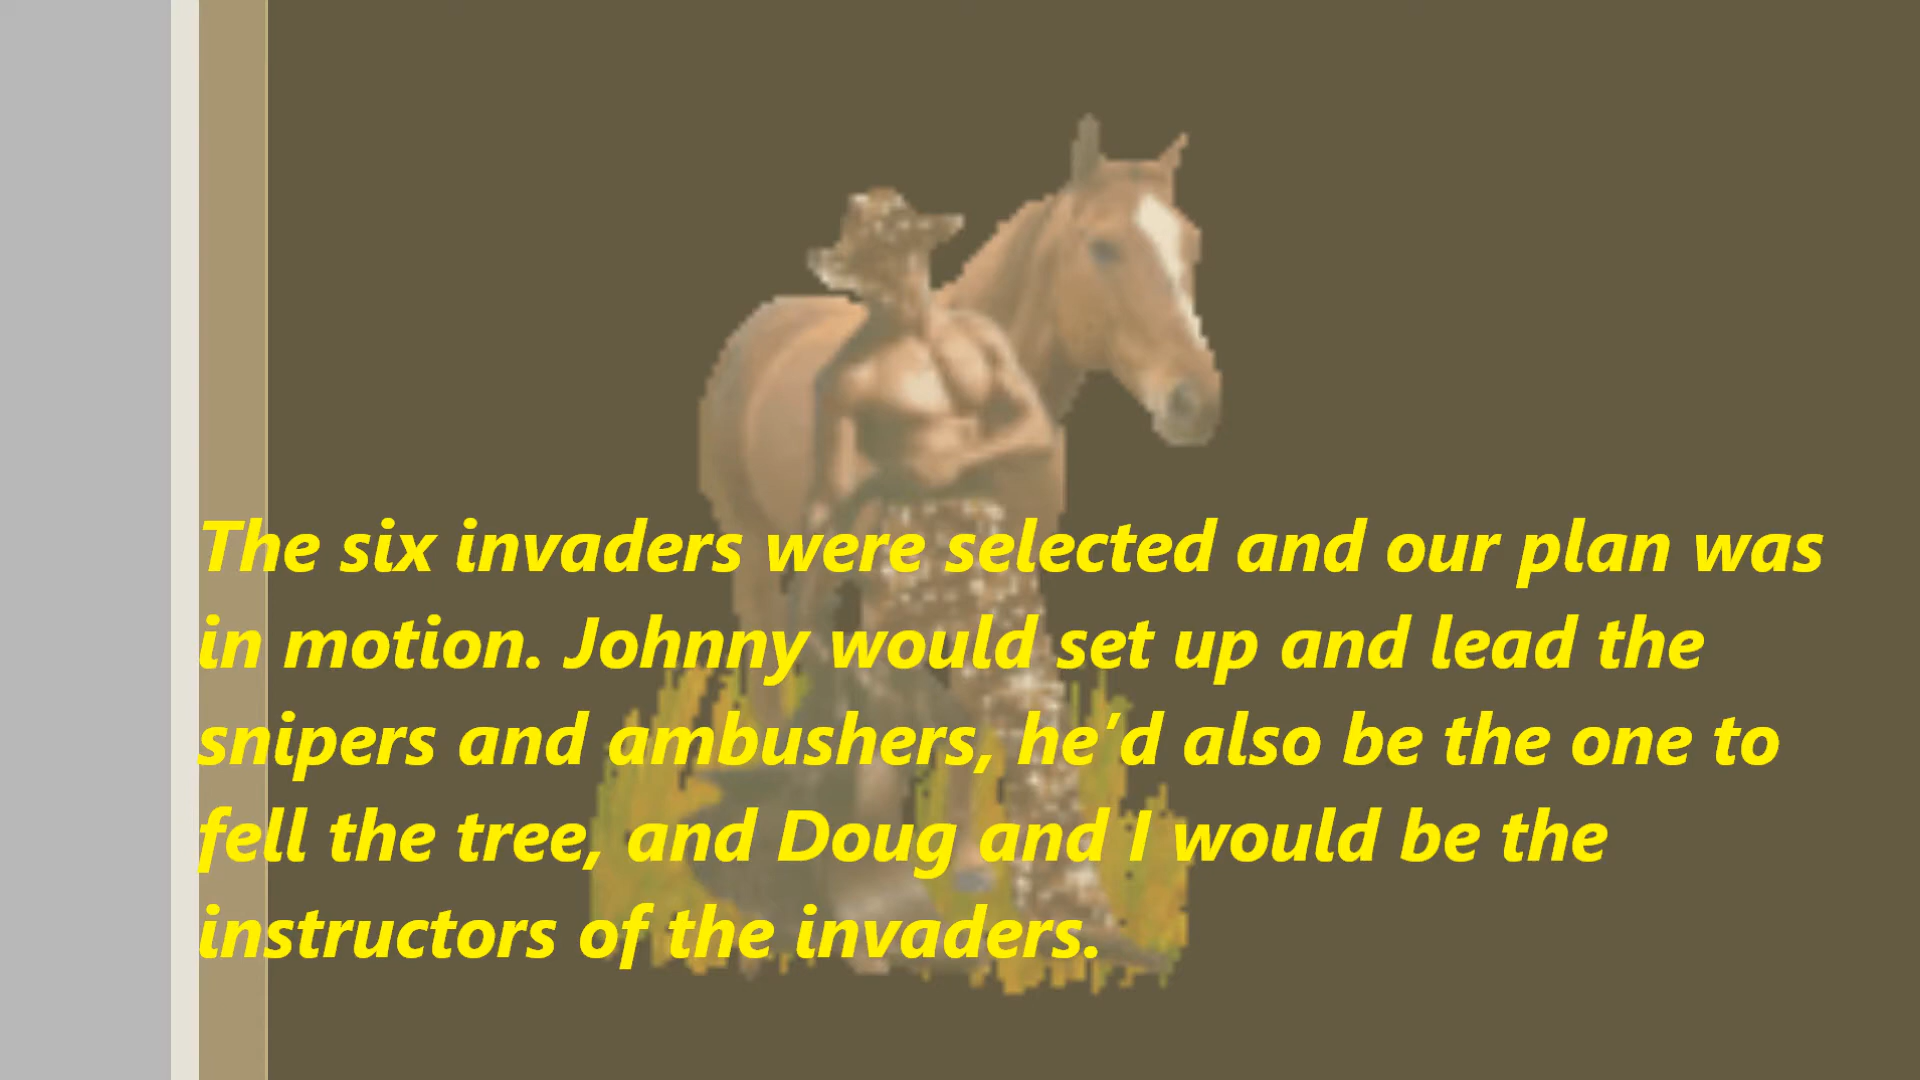 The six invaders were selected and our plan was
in motion. Johnny would set up and lead the
snipers and ambushers, he’d also be the one to
fell the tree, and Doug and I would be the
instructors of the invaders.